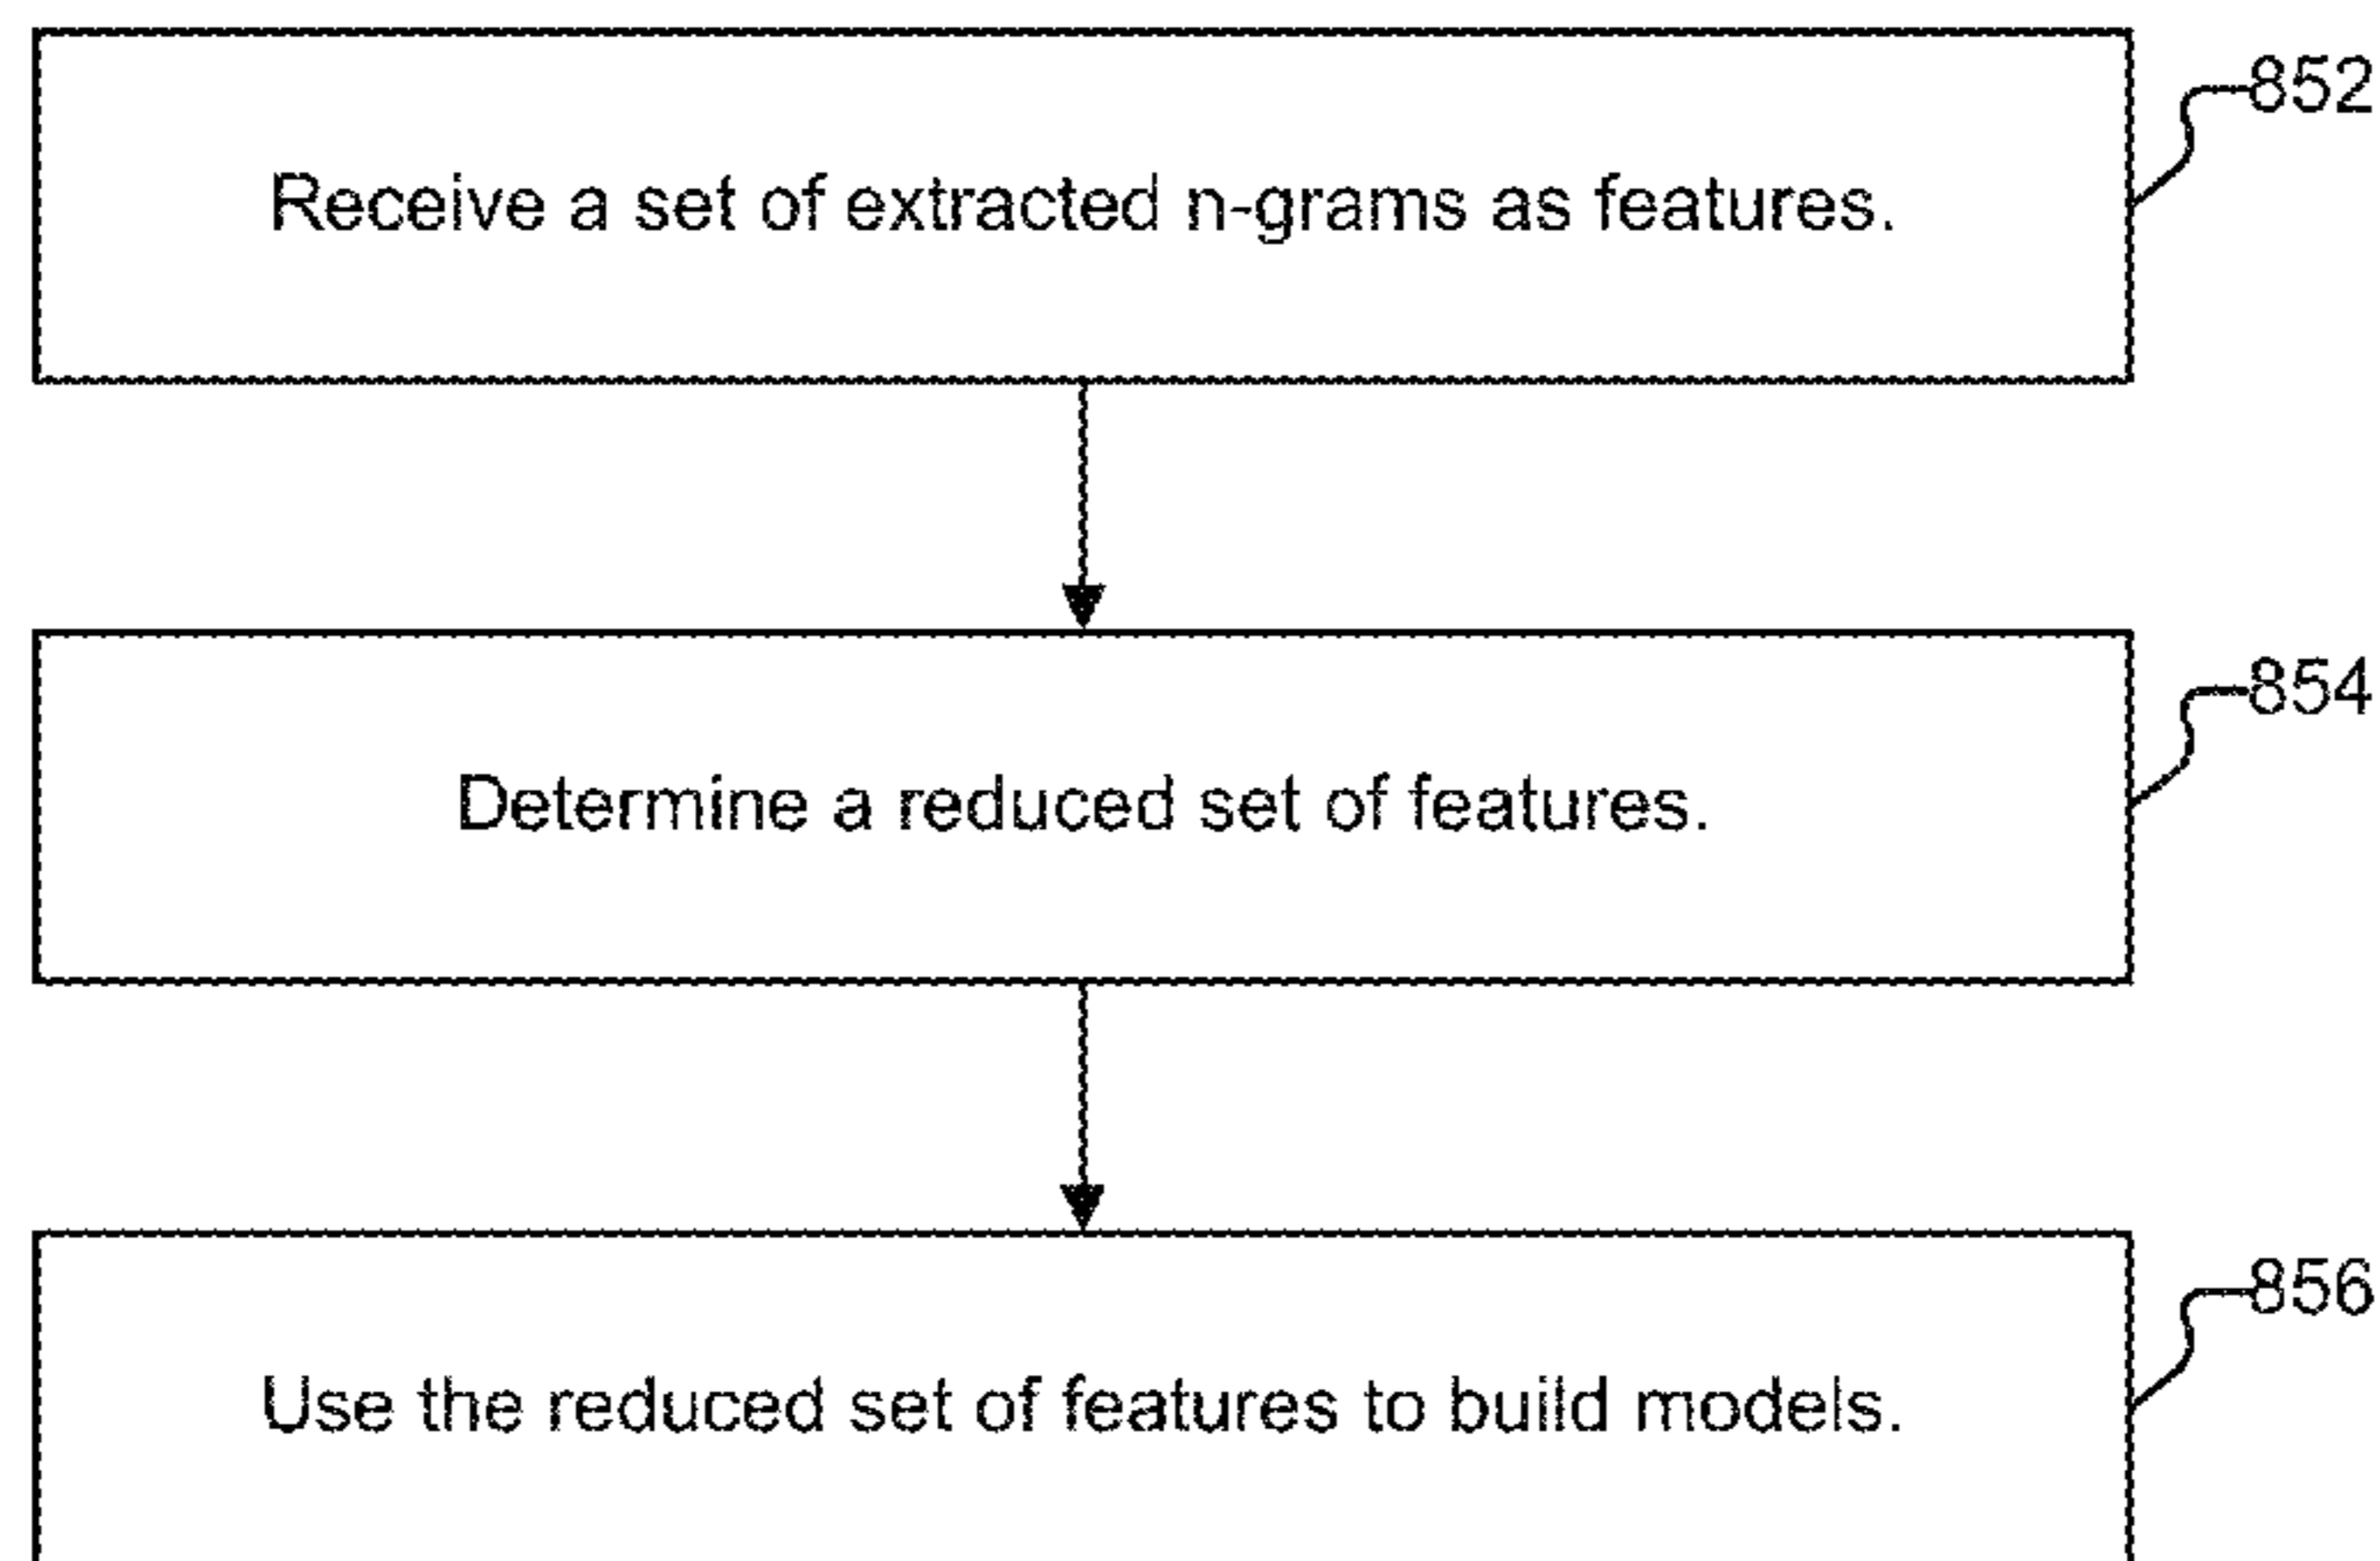 852
Receive a set of extracted n-grams as features.
854
Determine a reduced set of features.
856
Use the reduced set of features to build models.